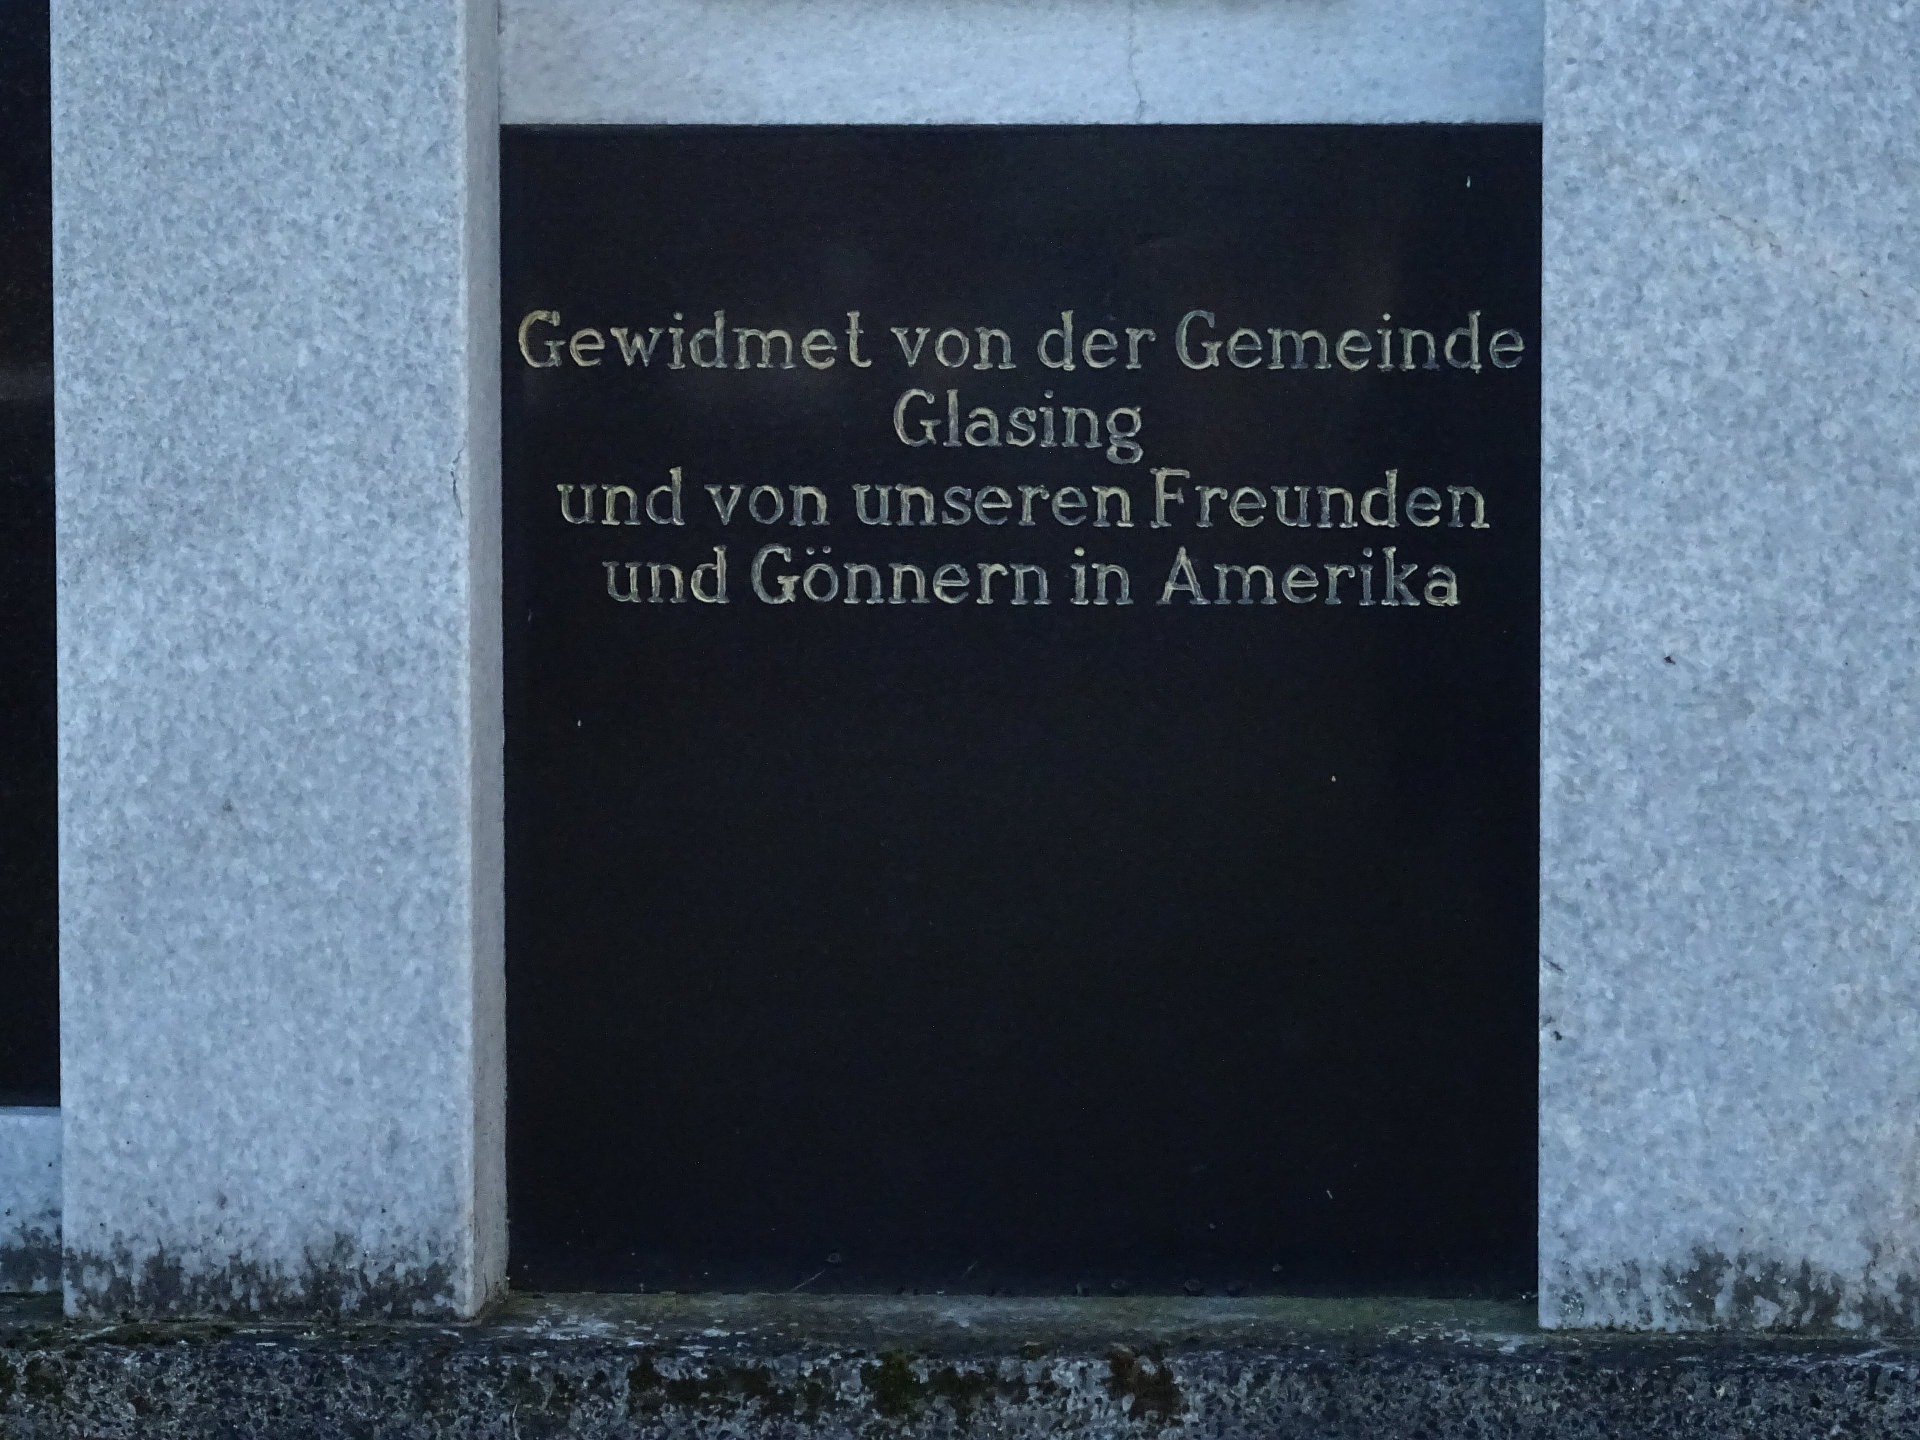 Gewidmet von der Gemeinde
Glasing
und von unseren Freunden
und Gönnern in Amerika